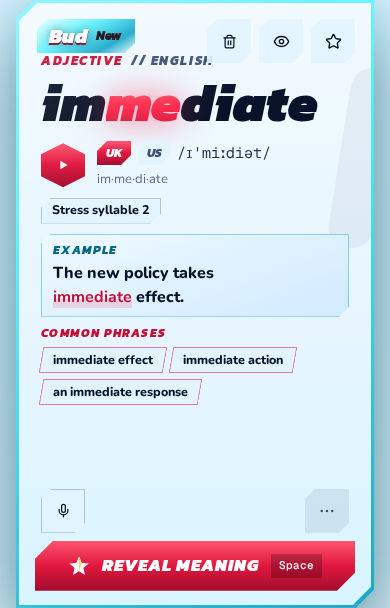 Bud New
ADJECTIVE // ENGLISH
immediate
UK US /ɪˈmiːdiət/
im·me·di·ate
Stress syllable 2
EXAMPLE
The new policy takes
immediate effect.
COMMON PHRASES
immediate effect immediate action
an immediate response
...
REVEAL MEANING Space